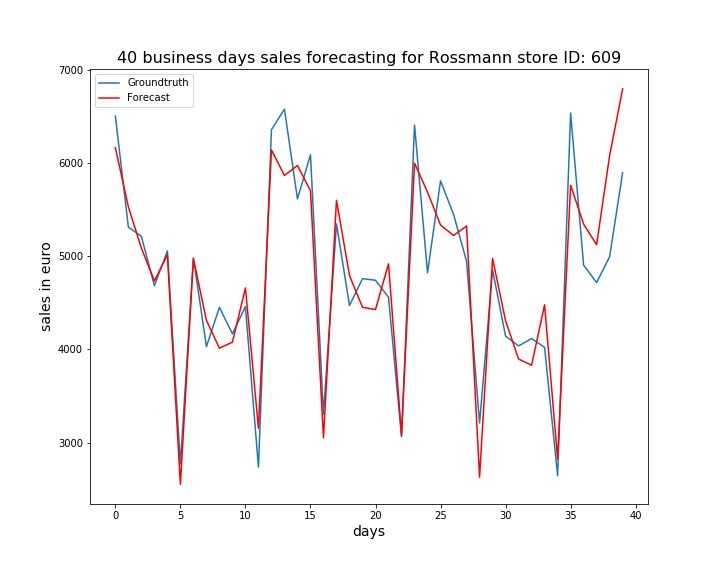 40 business days sales forecasting for Rossmann store ID: 609
Groundtruth
Forecast
7000
6000
5000
4000
3000
sales in euro
0 5 10 15 20 25 30 35 40
days